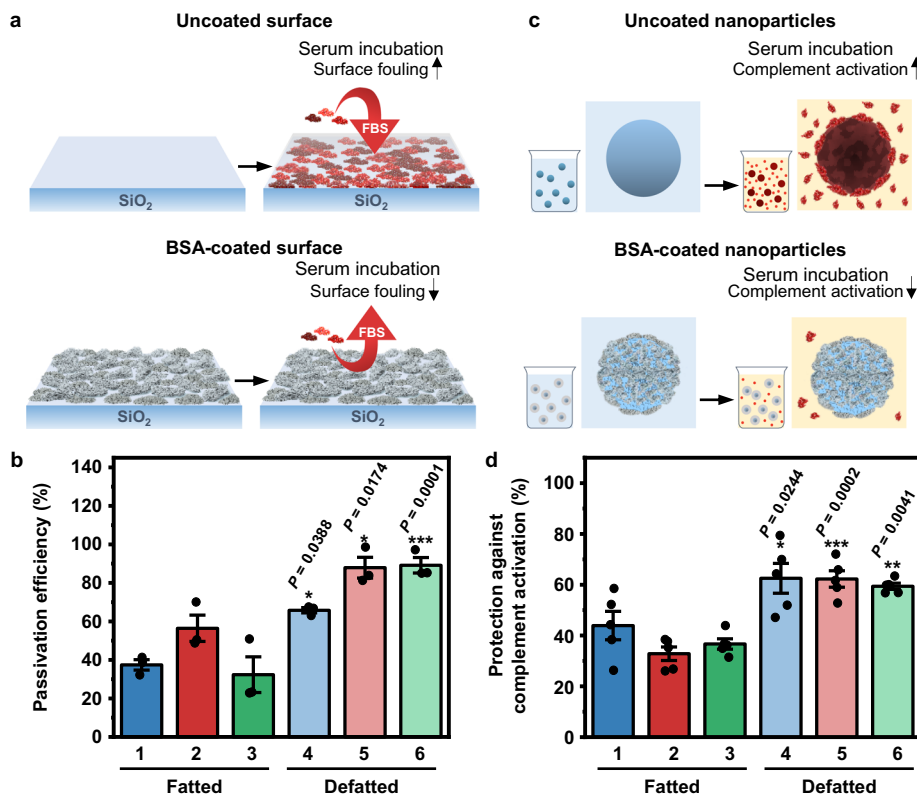 a
Uncoated surface
Serum incubation
Surface fouling
FBS
SiO₂
SiO₂
BSA-coated surface
Serum incubation
Surface fouling
FBS
SiO₂
SiO₂
c
Uncoated nanoparticles
Serum incubation
Complement activation
BSA-coated nanoparticles
Serum incubation
Complement activation
b
Passivation efficiency (%)
140
120
100
80
60
40
20
0
P = 0.0388
P = 0.0174
P = 0.0001
*
*
***
1 2 3 4 5 6
Fatted Defatted
d
Protection against
complement activation (%)
100
80
60
40
20
0
P = 0.0244
P = 0.0002
P = 0.0041
*
***
**
1 2 3 4 5 6
Fatted Defatted